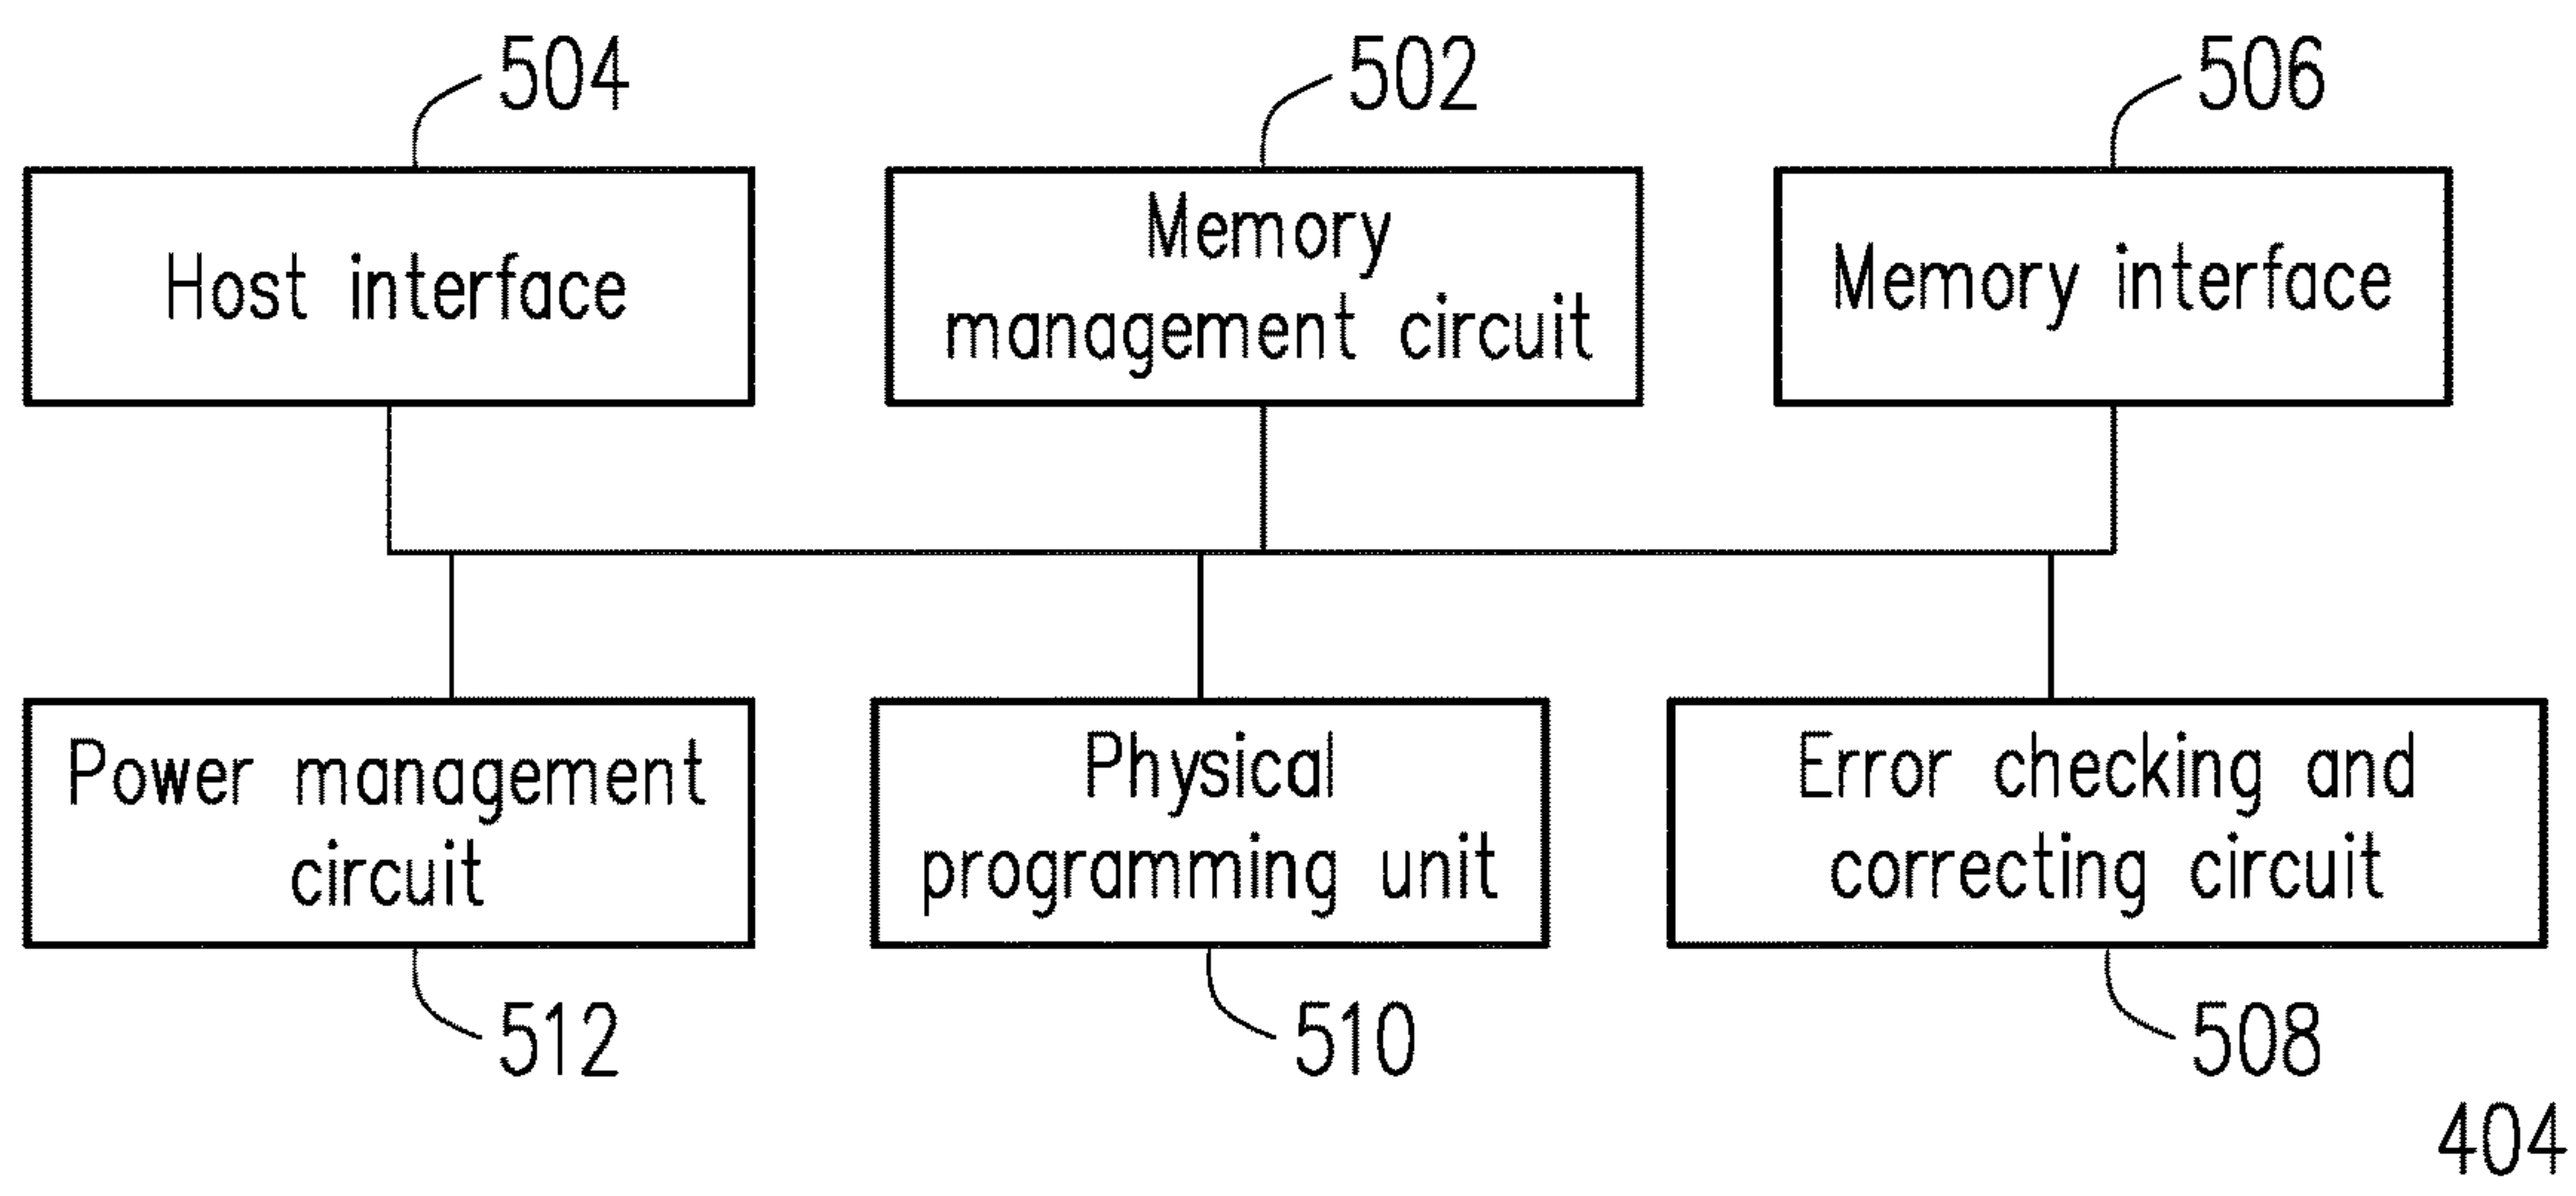 504
502
506
Host interface
Memory
management circuit
Memory interface
Power management
circuit
Physical
programming unit
Error checking and
correcting circuit
512
510
508
404